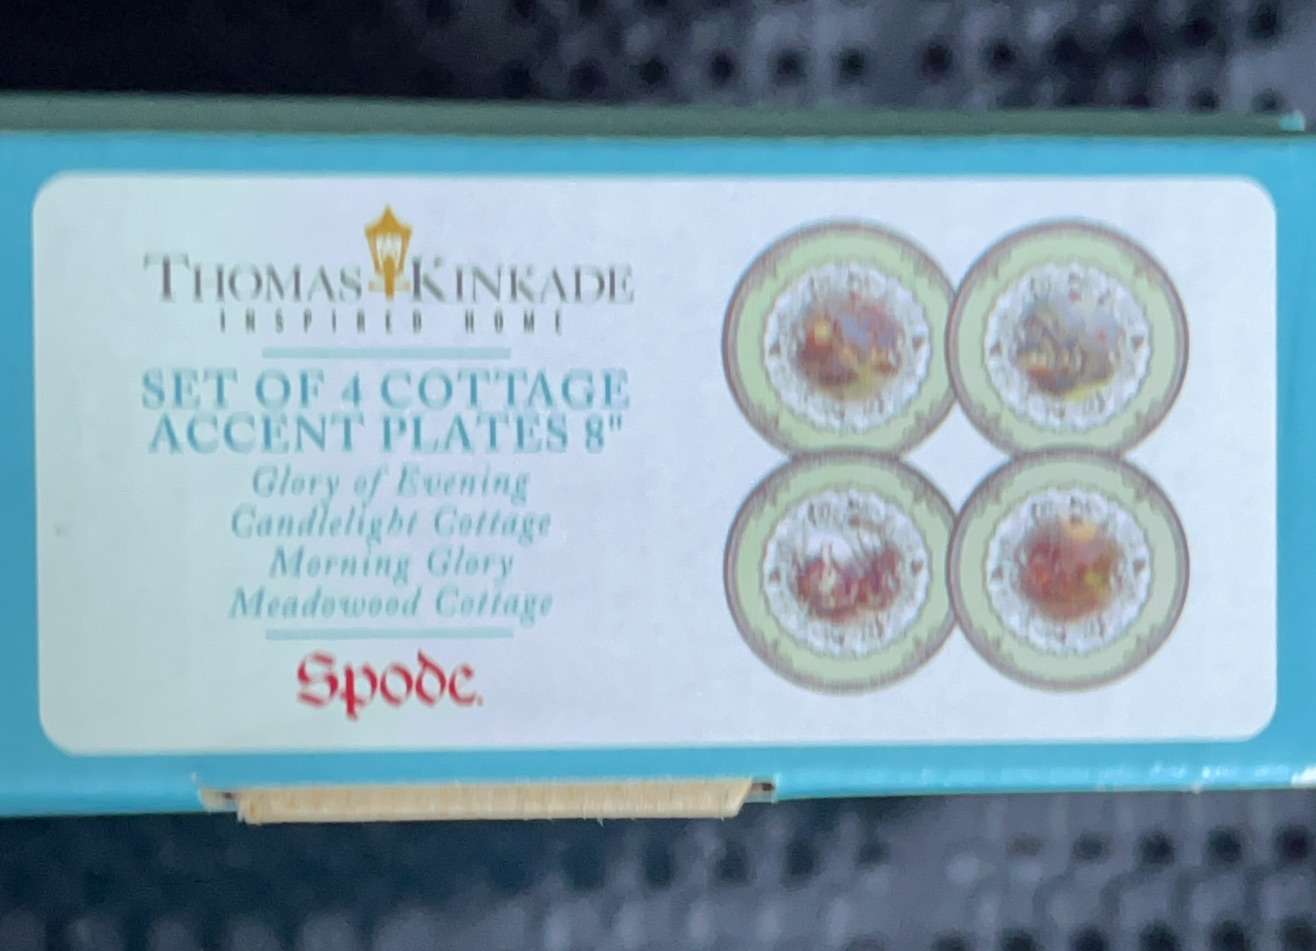 THOMAS KINKADE
INSPIRED HOME
SET OF 4 COTTAGE
ACCENT PLATES 8"
Glory of Evening
Candlelight Cottage
Morning Glory
Meadowood Cottage
Spode.